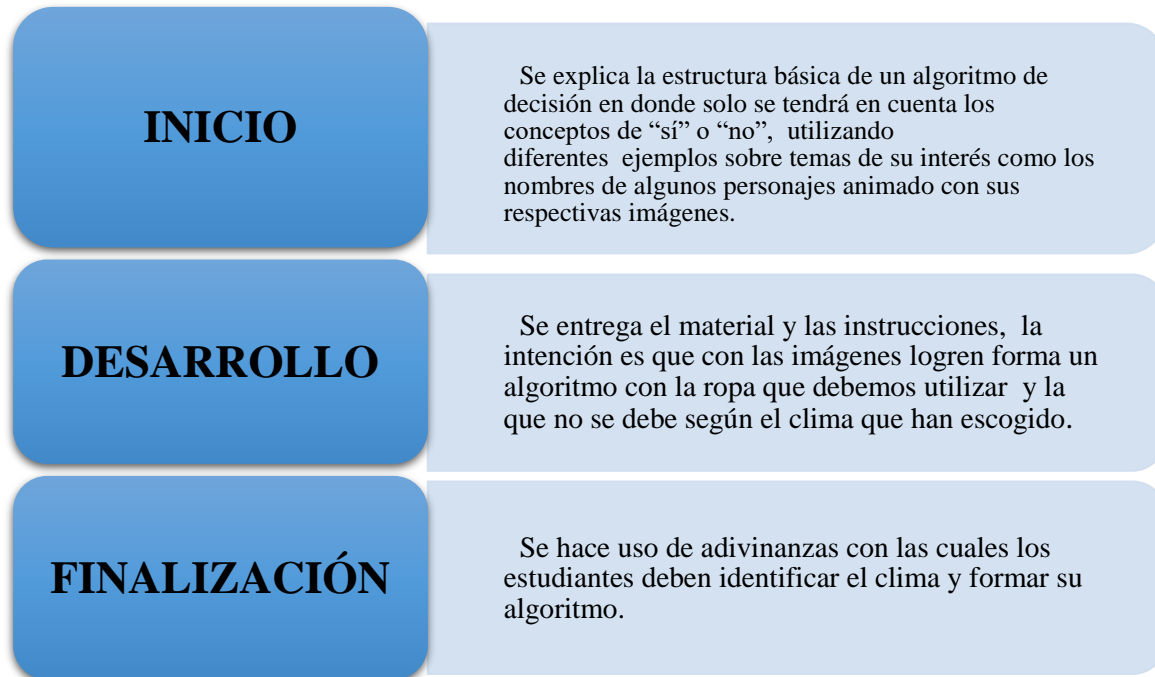 INICIO
Se explica la estructura básica de un algoritmo de
decisión en donde solo se tendrá en cuenta los
conceptos de “sí” o “no”, utilizando
diferentes ejemplos sobre temas de su interés como los
nombres de algunos personajes animado con sus
respectivas imágenes.
DESARROLLO
Se entrega el material y las instrucciones, la
intención es que con las imágenes logren forma un
algoritmo con la ropa que debemos utilizar y la
que no se debe según el clima que han escogido.
FINALIZACIÓN
Se hace uso de adivinanzas con las cuales los
estudiantes deben identificar el clima y formar su
algoritmo.